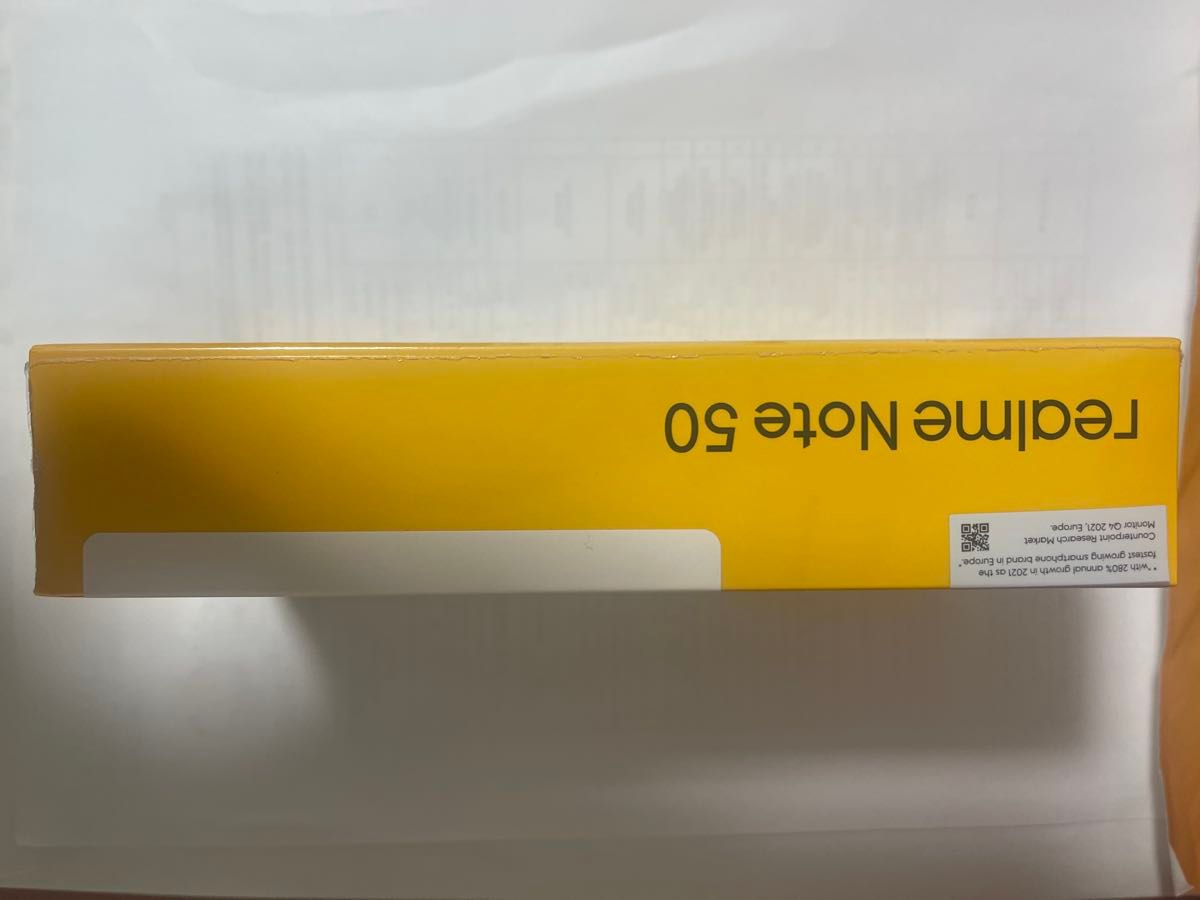 realme Note 50
*with 280% annual growth in 2021 as the
fastest growing smartphone brand in Europe.*
Counterpoint Research Market
Monitor Q4 2021, Europe.